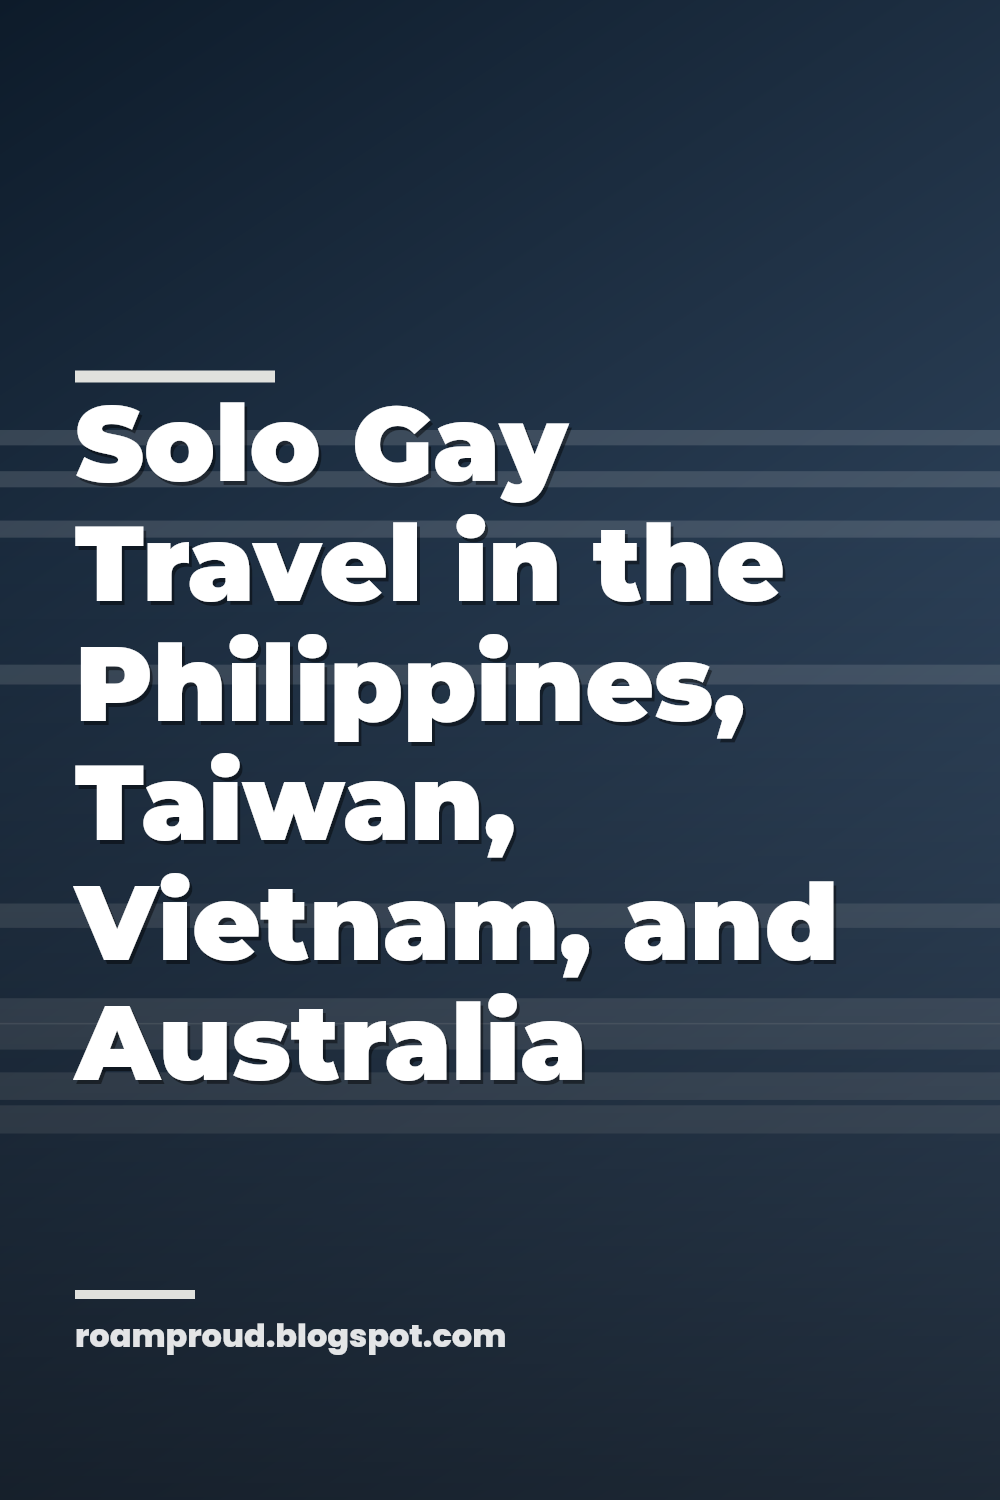 Solo Gay
Travel in the
Philippines,
Taiwan,
Vietnam, and
Australia
roamproud.blogspot.com